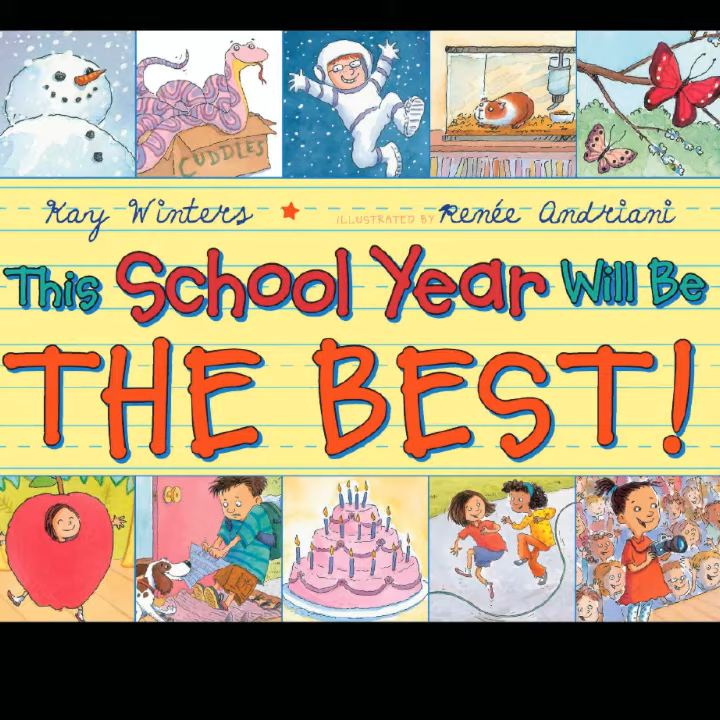 CUDDLES
Kay Winters ILLUSTRATED BY Renée Andriani
This School Year Will Be
THE BEST!